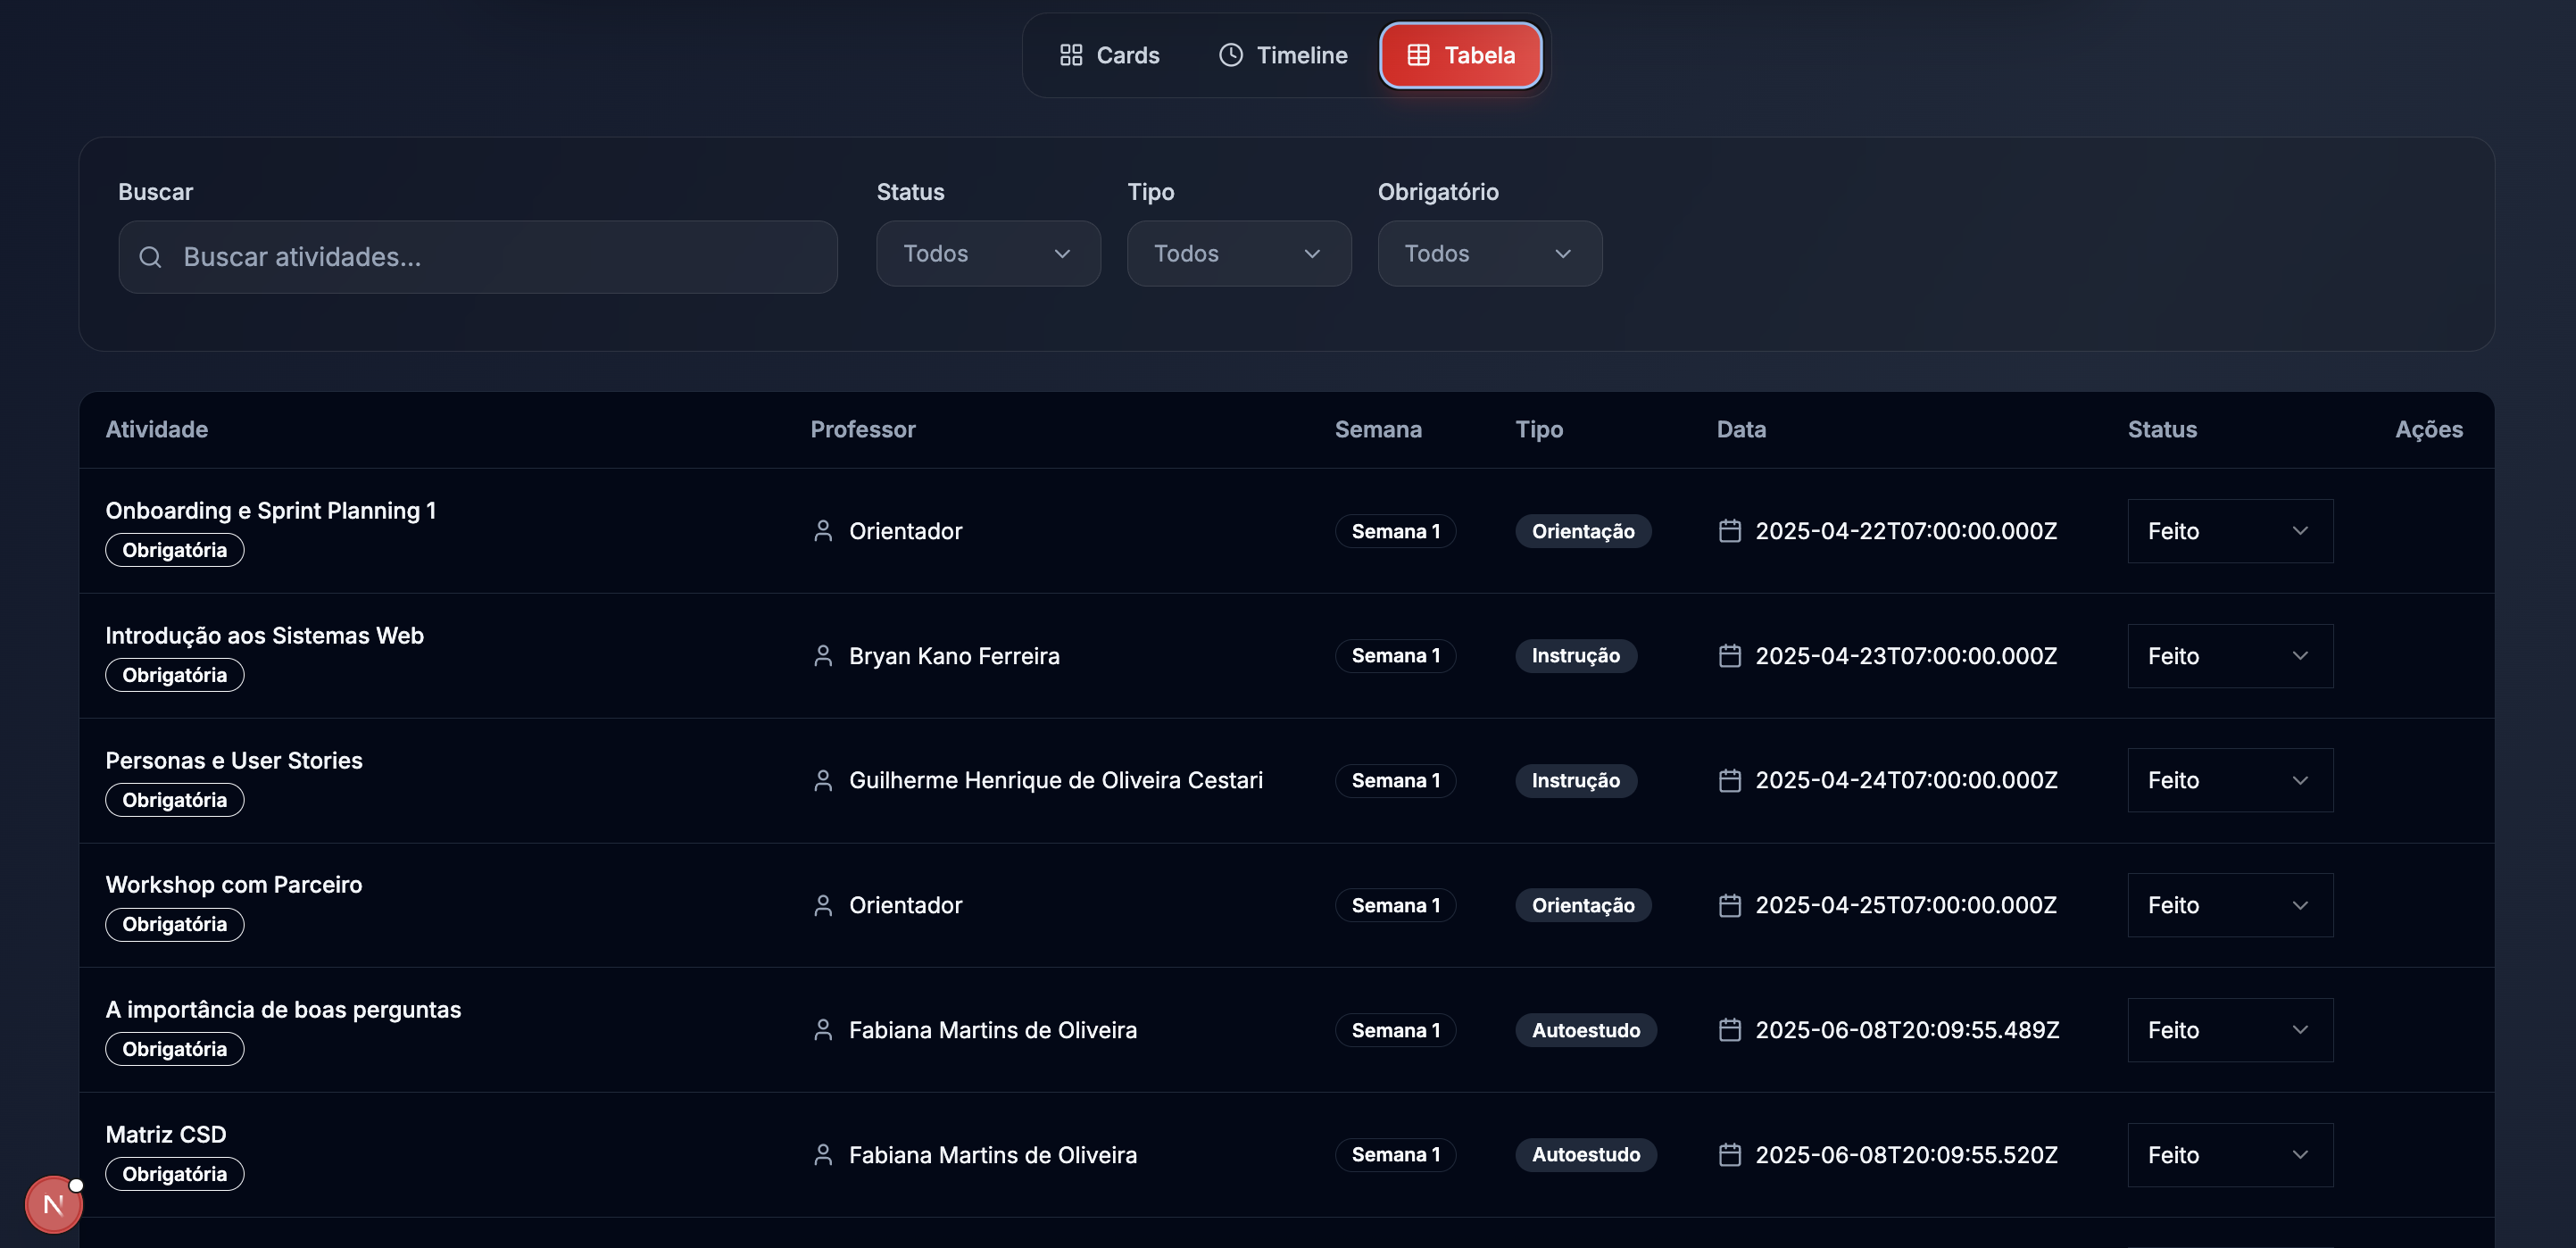 Cards Timeline Tabela
Buscar Status Tipo Obrigatório
Buscar atividades... Todos Todos Todos
Atividade Professor Semana Tipo Data Status Ações
Onboarding e Sprint Planning 1
Obrigatória
Orientador Semana 1 Orientação 2025-04-22T07:00:00.000Z Feito
Introdução aos Sistemas Web
Obrigatória
Bryan Kano Ferreira Semana 1 Instrução 2025-04-23T07:00:00.000Z Feito
Personas e User Stories
Obrigatória
Guilherme Henrique de Oliveira Cestari Semana 1 Instrução 2025-04-24T07:00:00.000Z Feito
Workshop com Parceiro
Obrigatória
Orientador Semana 1 Orientação 2025-04-25T07:00:00.000Z Feito
A importância de boas perguntas
Obrigatória
Fabiana Martins de Oliveira Semana 1 Autoestudo 2025-06-08T20:09:55.489Z Feito
Matriz CSD
Obrigatória
Fabiana Martins de Oliveira Semana 1 Autoestudo 2025-06-08T20:09:55.520Z Feito
N